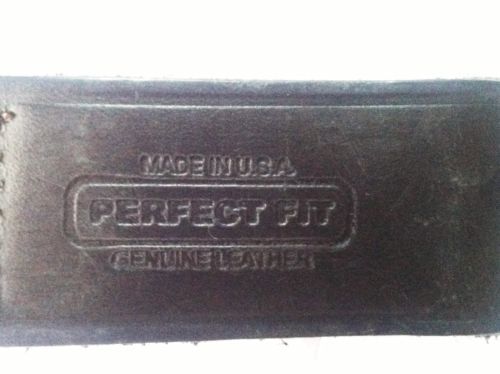 MADE IN U.S.A.
PERFECT FIT
GENUINE LEATHER